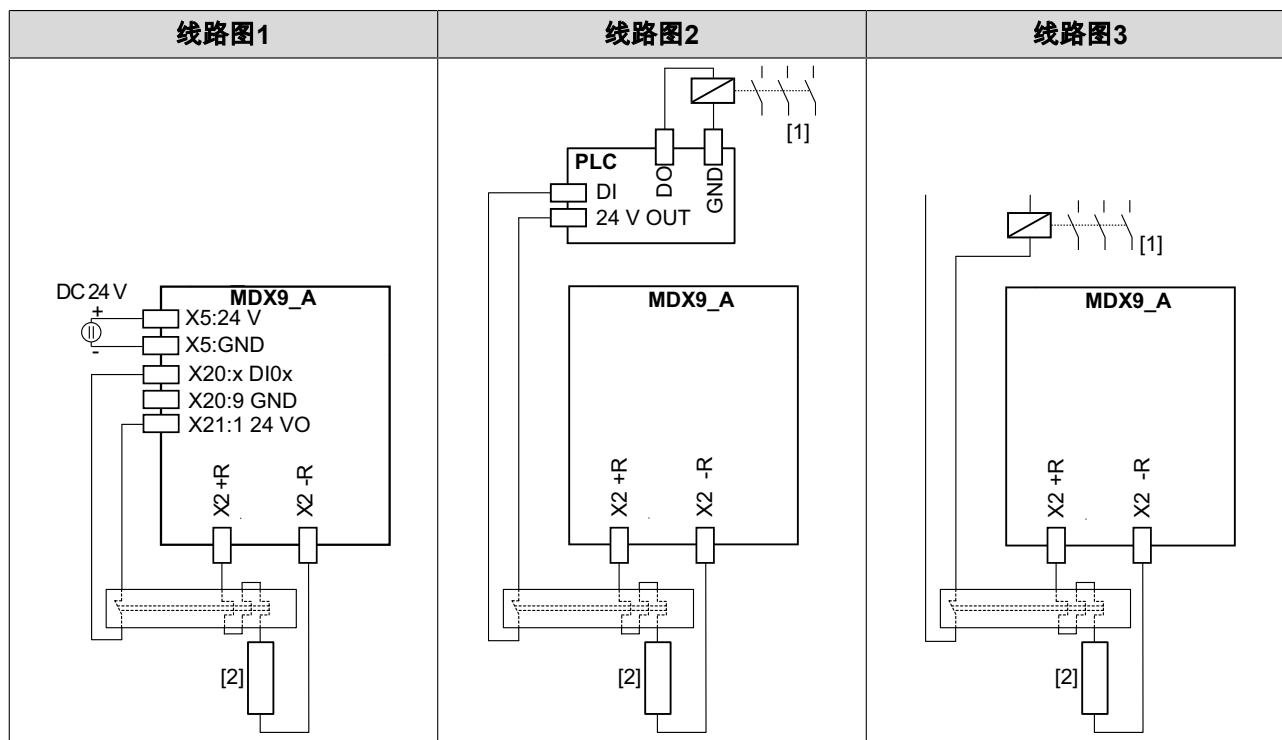 线路图1
线路图2
线路图3
DC 24 V
+
-
MDX9_A
X5:24 V
X5:GND
X20:x DI0x
X20:9 GND
X21:1 24 VO
X2 +R
X2 -R
[2]
[1]
PLC
DO
GND
DI
24 V OUT
MDX9_A
X2 +R
X2 -R
[2]
[1]
MDX9_A
X2 +R
X2 -R
[2]